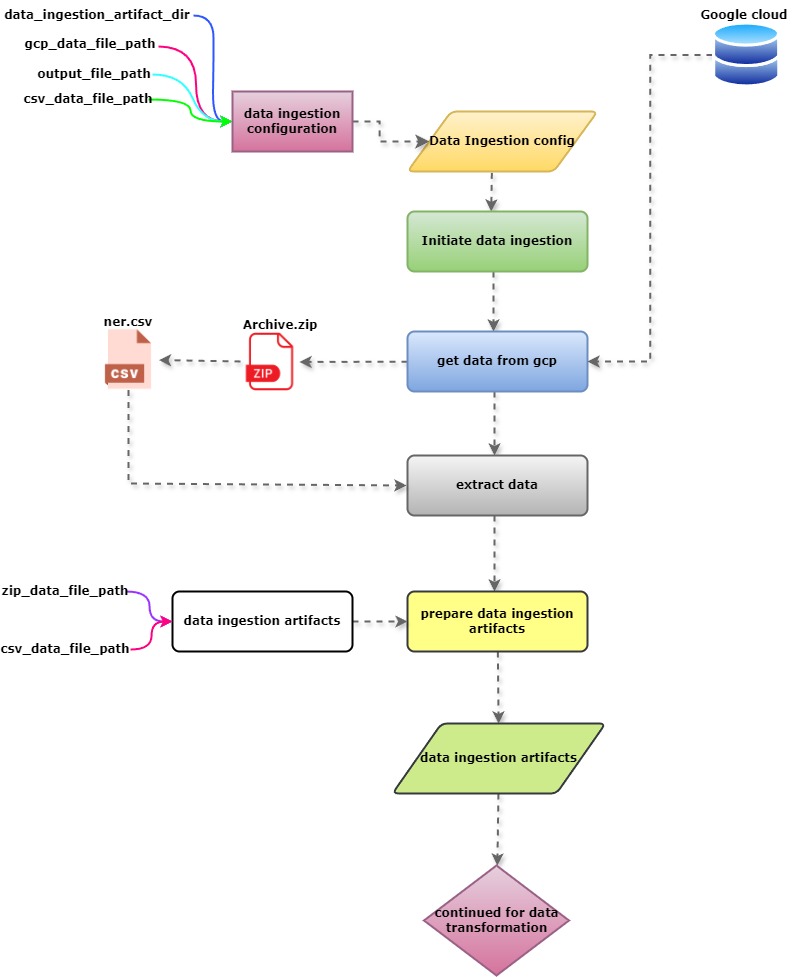 data_ingestion_artifact_dir
Google cloud
gcp_data_file_path
output_file_path
csv_data_file_path
data ingestion
configuration
Data Ingestion config
Initiate data ingestion
ner.csv
Archive.zip
CSV
ZIP
get data from gcp
extract data
zip_data_file_path
csv_data_file_path
data ingestion artifacts
prepare data ingestion
artifacts
data ingestion artifacts
continued for data
transformation